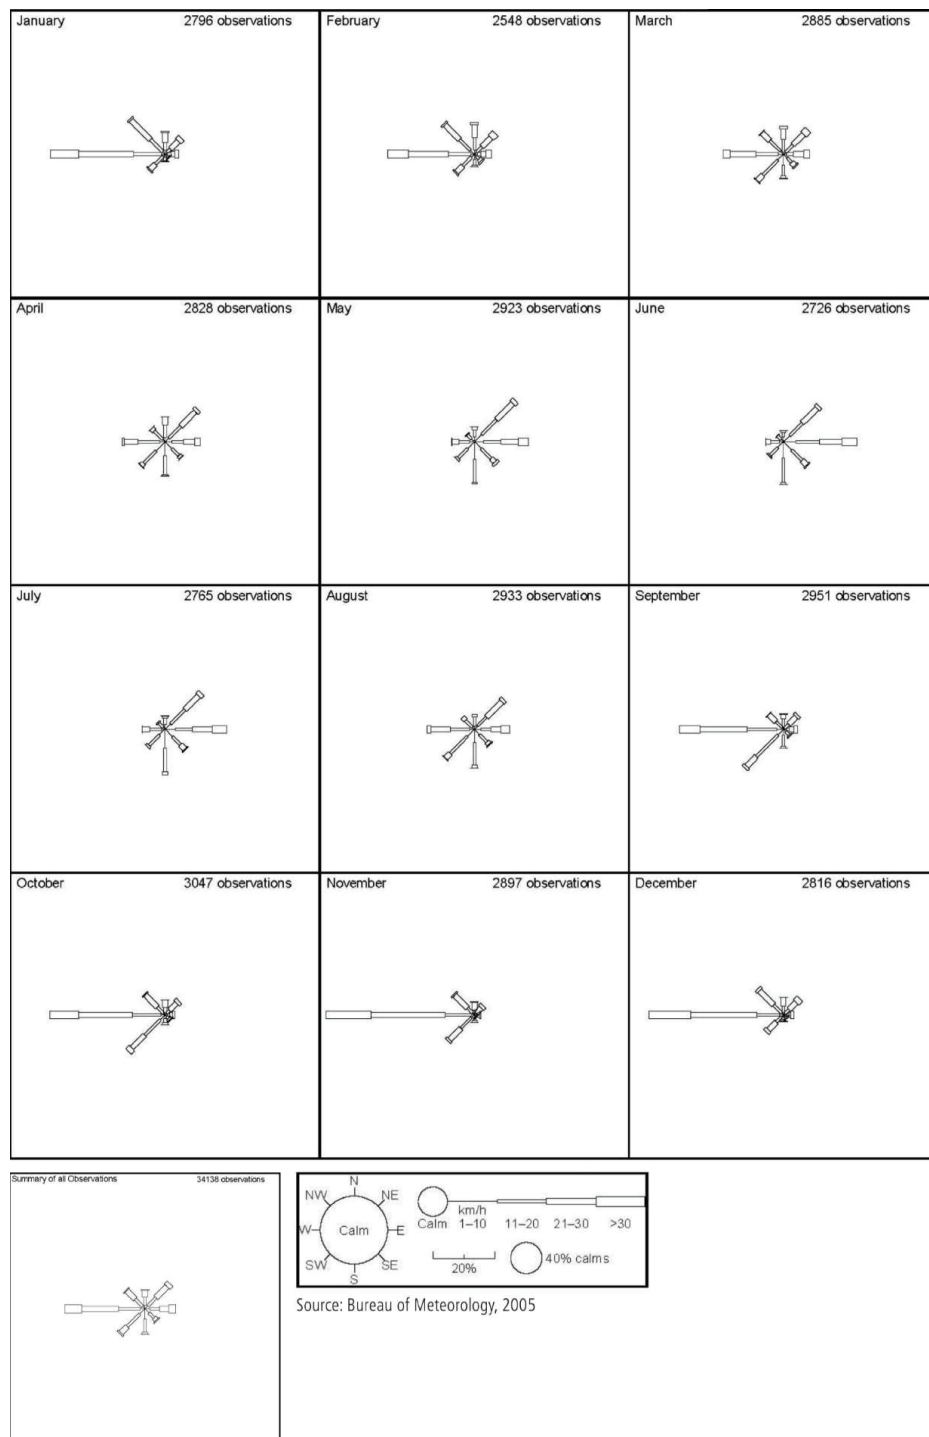 January 2796 observations
February 2548 observations
March 2885 observations
April 2828 observations
May 2923 observations
June 2726 observations
July 2765 observations
August 2933 observations
September 2951 observations
October 3047 observations
November 2897 observations
December 2816 observations
Summary of all Observations 34138 observations
N
NW NE
W Calm E
SW SE
S
km/h
Calm 1–10 11–20 21–30 >30
20%
40% calms
Source: Bureau of Meteorology, 2005